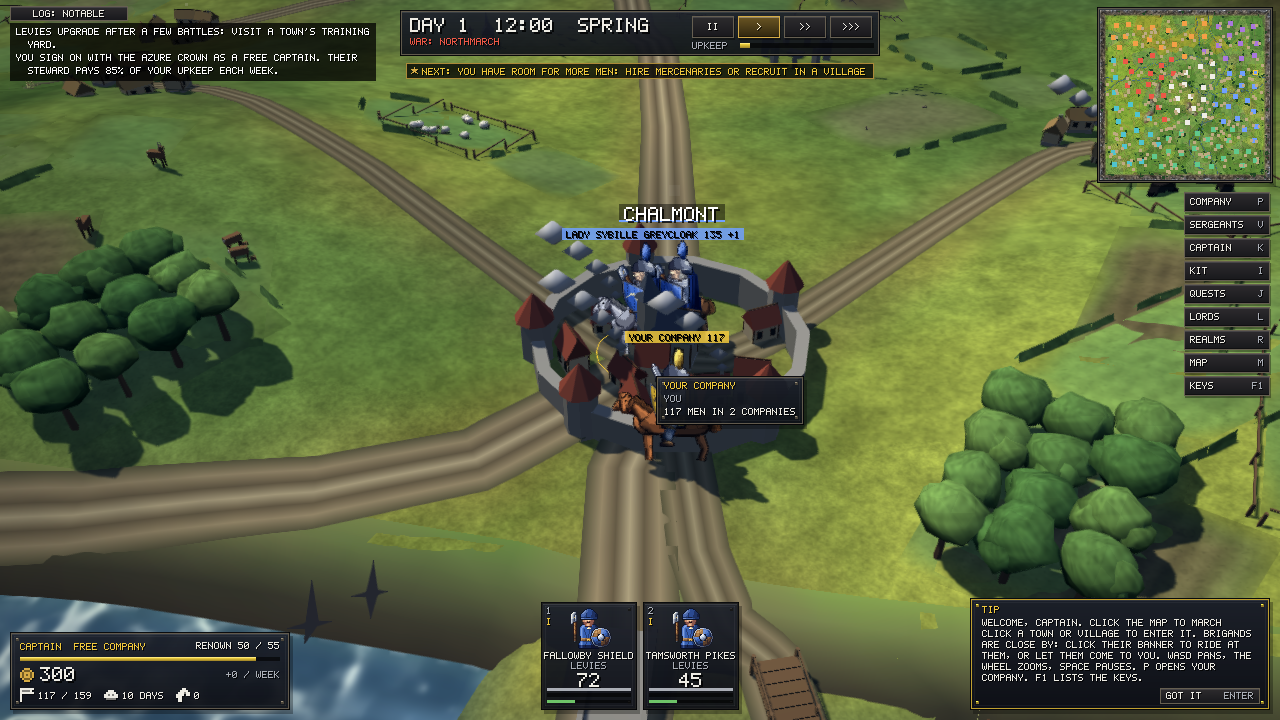 LOG: NOTABLE
LEVIES UPGRADE AFTER A FEW BATTLES: VISIT A TOWN'S TRAINING
YARD.
YOU SIGN ON WITH THE AZURE CROWN AS A FREE CAPTAIN. THEIR
STEWARD PAYS 85% OF YOUR UPKEEP EACH WEEK.
DAY 1 12:00 SPRING
WAR: NORTHMARCH
II > >> >>>
UPKEEP
★NEXT: YOU HAVE ROOM FOR MORE MEN: HIRE MERCENARIES OR RECRUIT IN A VILLAGE
COMPANY P
SERGEANTS V
CAPTAIN K
KIT I
QUESTS J
LORDS L
REALMS R
MAP M
KEYS F1
CHALMONT
LADY SYBILLE GREYCLOAK 135 +1
YOUR COMPANY 117
YOUR COMPANY
YOU
117 MEN IN 2 COMPANIES
CAPTAIN FREE COMPANY RENOWN 50 / 55
300 +0 / WEEK
117 / 159 10 DAYS 0
1
I
FALLOWBY SHIELD
LEVIES
72
2
I
TAMSWORTH PIKES
LEVIES
45
TIP
WELCOME, CAPTAIN. CLICK THE MAP TO MARCH
CLICK A TOWN OR VILLAGE TO ENTER IT. BRIGANDS
ARE CLOSE BY: CLICK THEIR BANNER TO RIDE AT
THEM, OR LET THEM COME TO YOU. WASD PANS, THE
WHEEL ZOOMS, SPACE PAUSES. P OPENS YOUR
COMPANY. F1 LISTS THE KEYS.
GOT IT ENTER